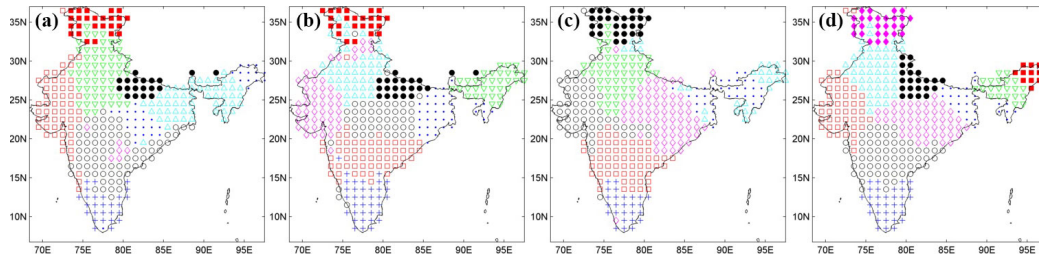 (a) (b) (c) (d)
35N 35N 35N 35N
30N 30N 30N 30N
25N 25N 25N 25N
20N 20N 20N 20N
15N 15N 15N 15N
10N 10N 10N 10N
70E 75E 80E 85E 90E 95E 70E 75E 80E 85E 90E 95E 70E 75E 80E 85E 90E 95E 70E 75E 80E 85E 90E 95E